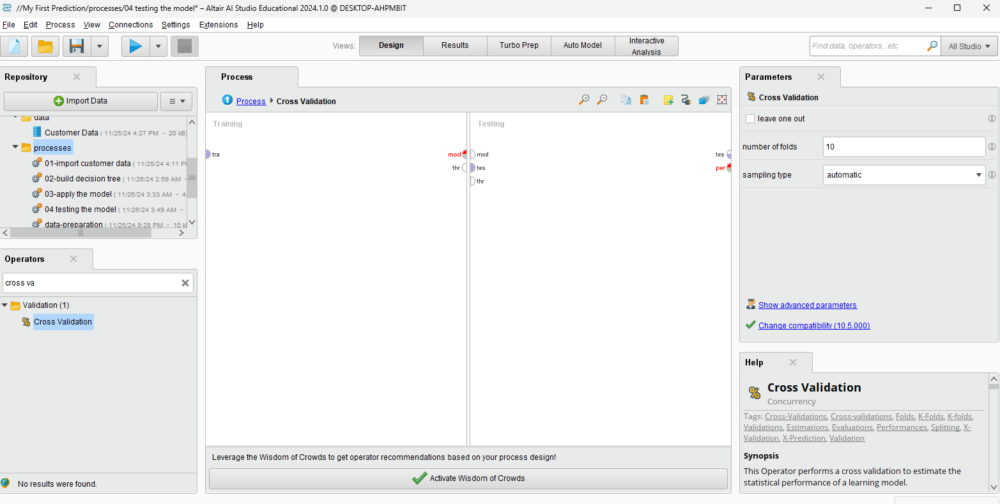 //My First Prediction/processes/04 testing the model* – Altair AI Studio Educational 2024.1.0 @ DESKTOP-AHPMBIT
File Edit Process View Connections Settings Extensions Help
Views: Design Results Turbo Prep Auto Model Interactive Analysis
Find data, operators...etc
All Studio
Repository
Import Data
data
Customer Data ( 11/25/24 4:27 PM – 20 kB)
processes
01-import customer data ( 11/25/24 4:11 P
02-build decision tree ( 11/26/24 2:59 AM –
03-apply the model ( 11/26/24 3:33 AM – 4
04 testing the model ( 11/26/24 3:49 AM –
data-preparation ( 11/25/24 9:28 PM – 10 k
Operators
cross va
Validation (1)
Cross Validation
No results were found.
Process
Process Cross Validation
Training
tra
mod
thr
Testing
mod
tes
thr
tes
per
Leverage the Wisdom of Crowds to get operator recommendations based on your process design!
Activate Wisdom of Crowds
Parameters
Cross Validation
leave one out
number of folds 10
sampling type automatic
Show advanced parameters
Change compatibility (10.5.000)
Help
Cross Validation
Concurrency
Tags: Cross-Validations, Cross-validations, Folds, K-Folds, K-folds,
Validations, Estimations, Evaluations, Performances, Splitting, X-
Validation, X-Prediction, Validation
Synopsis
This Operator performs a cross validation to estimate the
statistical performance of a learning model.